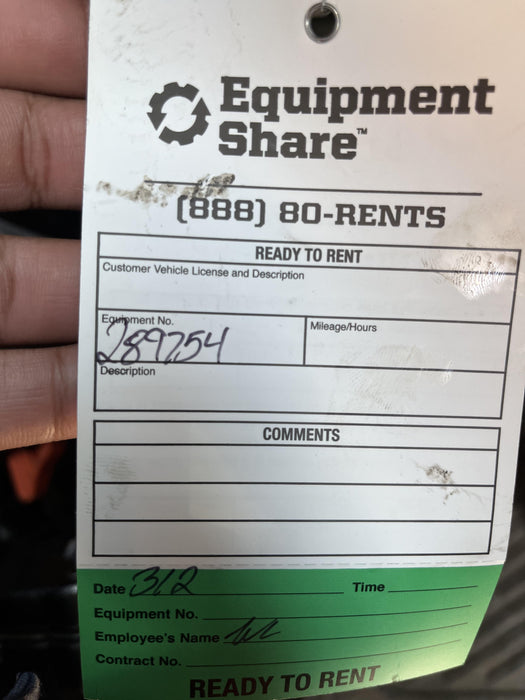 Equipment
Share™
(888) 80-RENTS
READY TO RENT
Customer Vehicle License and Description
Equipment No.
Mileage/Hours
289754
Description
COMMENTS
Date 3/2
Time
Equipment No.
Employee's Name
Contract No.
READY TO RENT